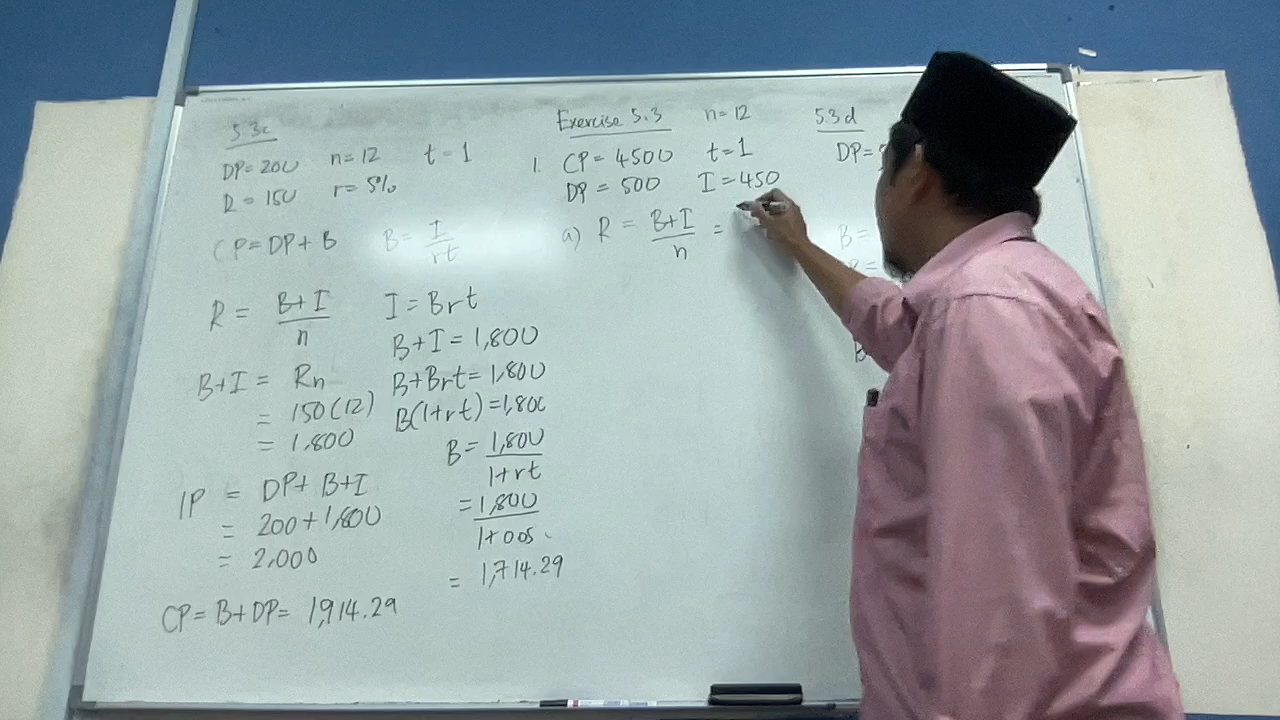 5.3c
DP=200 n=12 t=1
R=150 r=5%
CP=DP+B B=I/rt
R = B+I/n I=Brt
B+I=1,800
B+I = Rn B+Brt=1,800
= 150(12) B(1+rt)=1,800
= 1,800 B=1,800/1+rt
IP = DP+B+I
= 200+1,800 =1,800/1+0.05
= 2,000
= 1,714.29
CP=B+DP= 1,914.29
Exercise 5.3 n=12
1. CP=4500 t=1
DP=500 I=450
a) R = B+I/n =
5.3d
DP=
B=
=
B